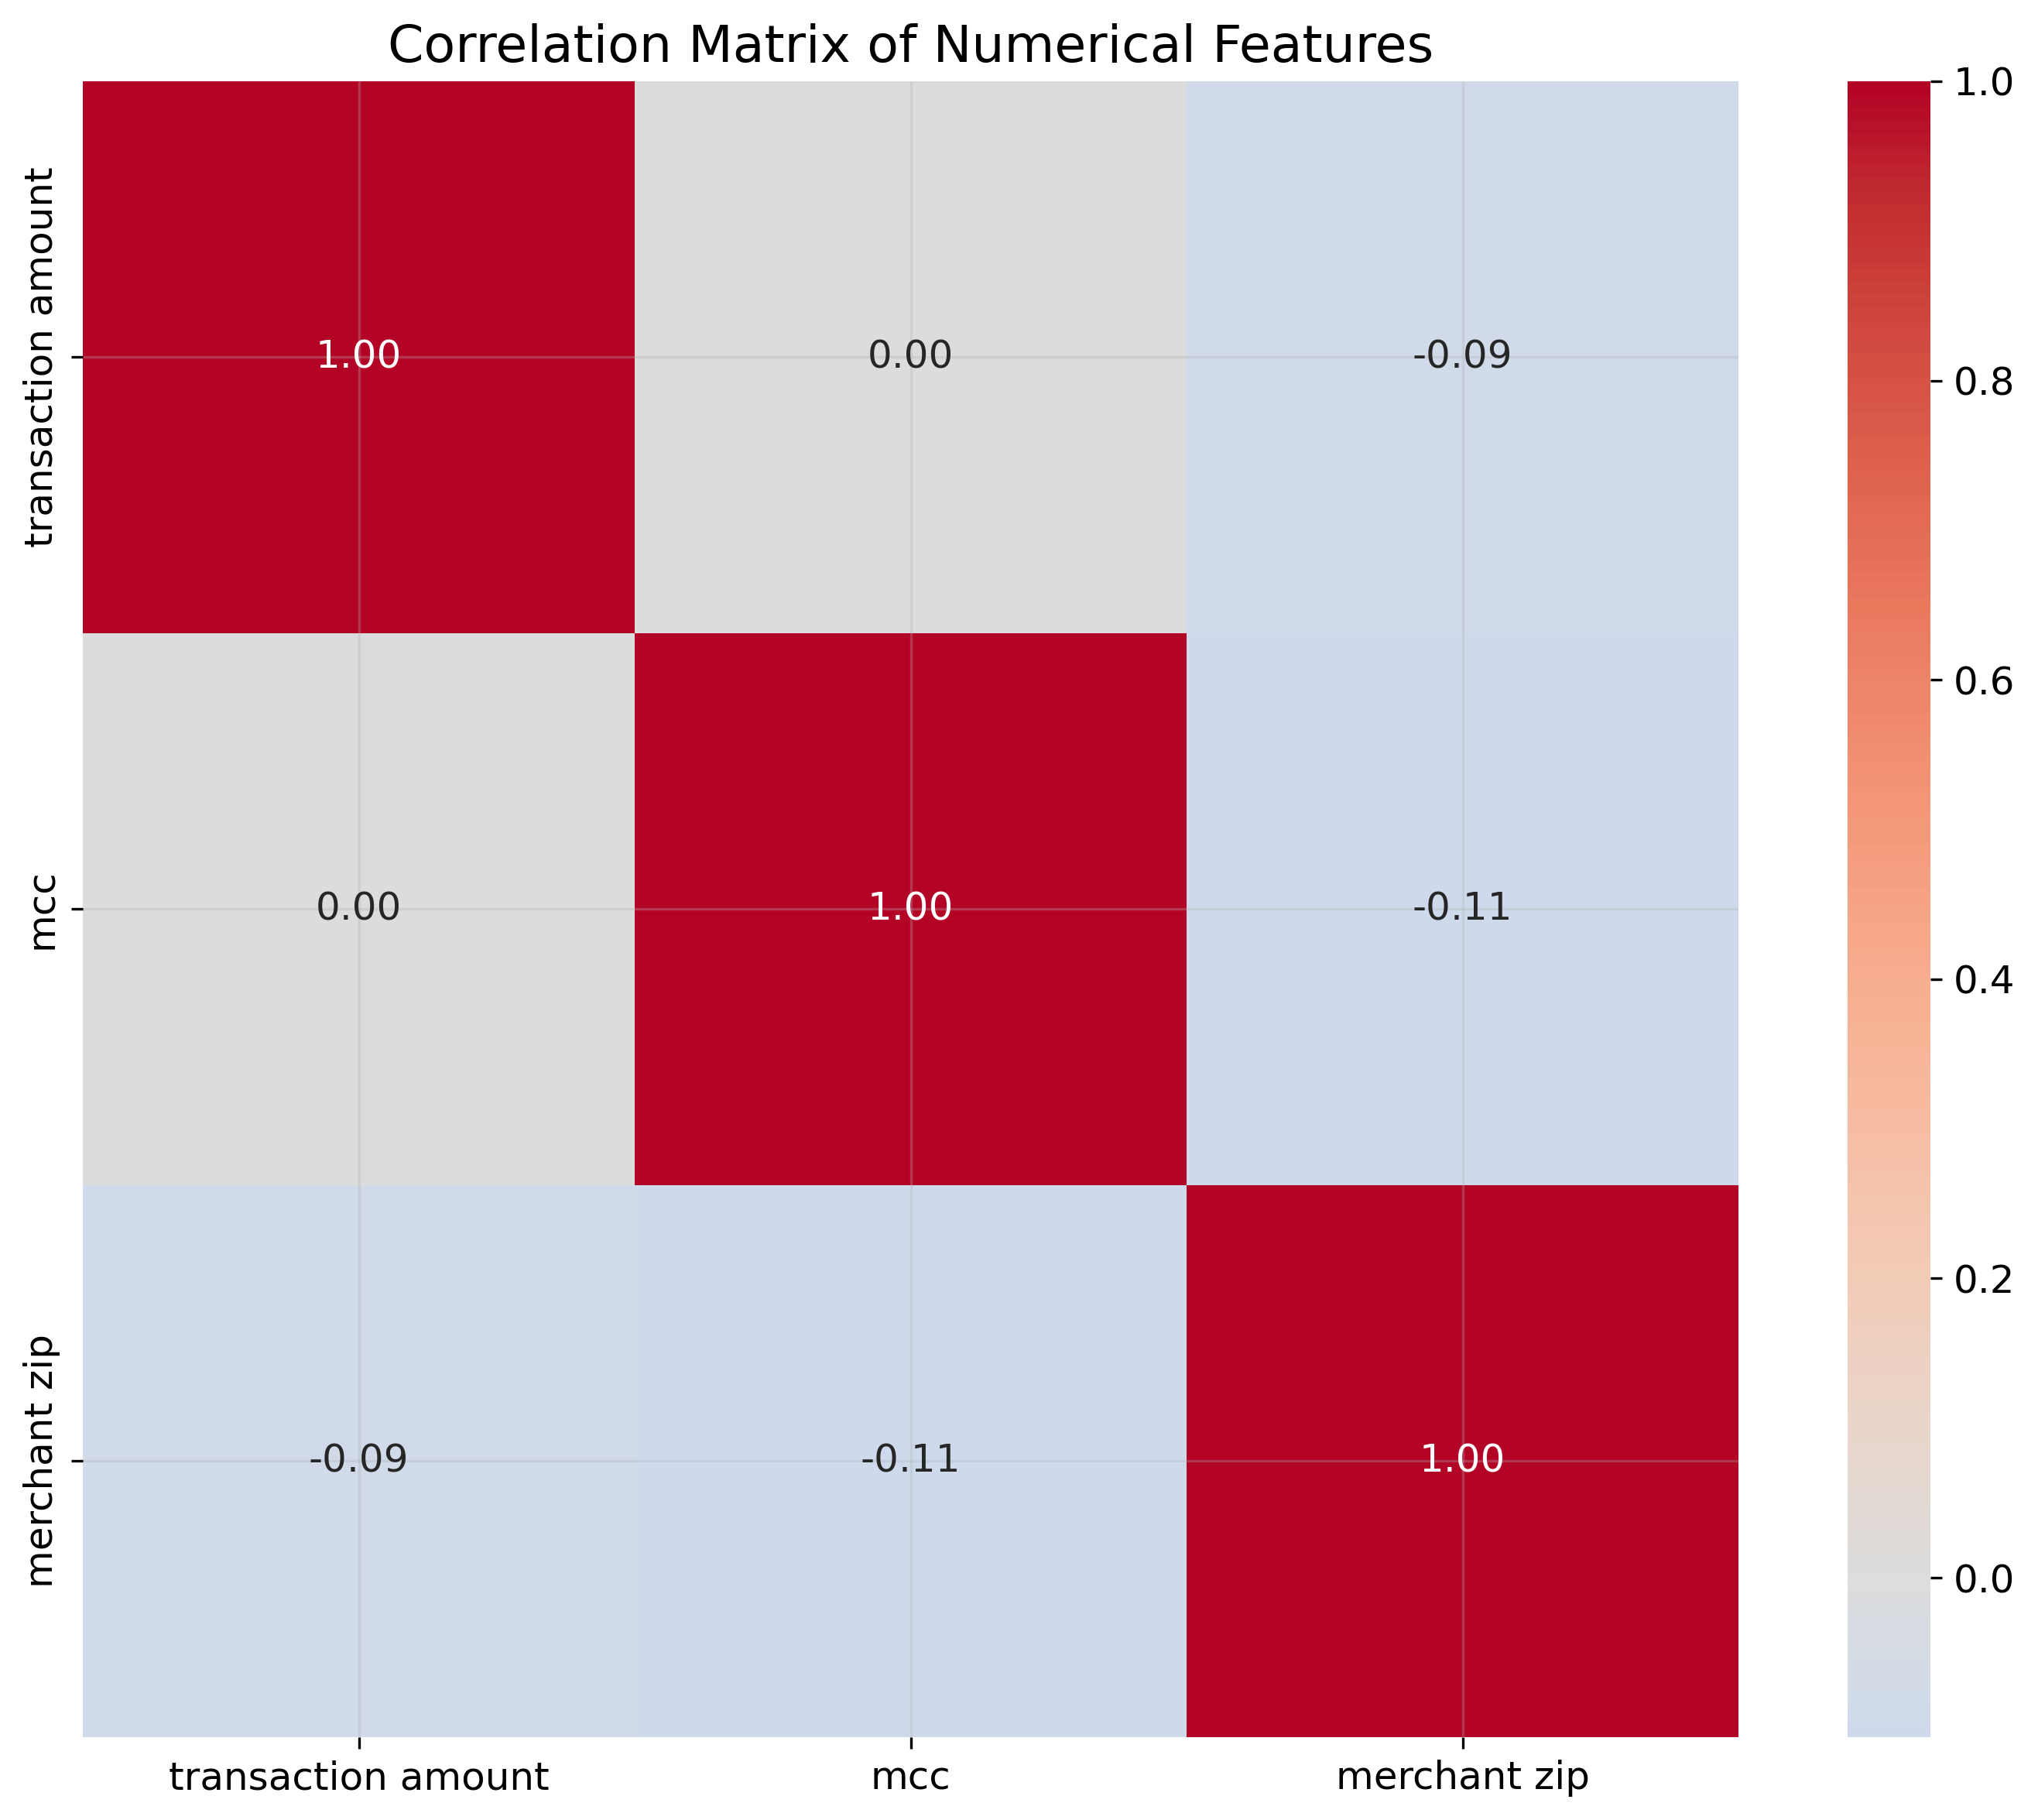 Correlation Matrix of Numerical Features
transaction amount
1.00
0.00
-0.09
mcc
0.00
1.00
-0.11
merchant zip
-0.09
-0.11
1.00
transaction amount
mcc
merchant zip
1.0
0.8
0.6
0.4
0.2
0.0